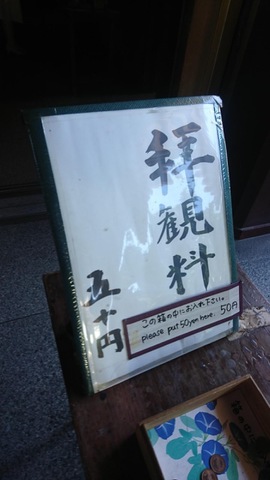 拝観料
五十円
この箱の中にお入れ下さい。
please put 50yen here. 50円